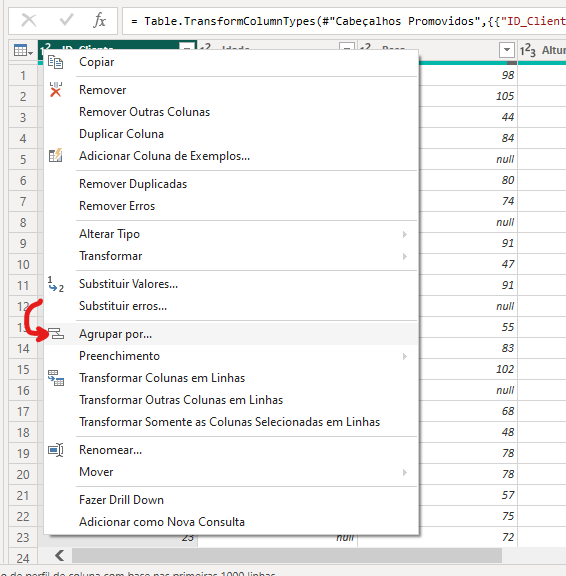 fx = Table.TransformColumnTypes(#"Cabeçalhos Promovidos",{{"ID_Client
1²3 Altur
Copiar
Remover
Remover Outras Colunas
Duplicar Coluna
Adicionar Coluna de Exemplos...
Remover Duplicadas
Remover Erros
Alterar Tipo
Transformar
Substituir Valores...
Substituir erros...
Agrupar por...
Preenchimento
Transformar Colunas em Linhas
Transformar Outras Colunas em Linhas
Transformar Somente as Colunas Selecionadas em Linhas
Renomear...
Mover
Fazer Drill Down
Adicionar como Nova Consulta
1 98
2 105
3 44
4 84
5 null
6 80
7 74
8 null
9 91
10 47
11 91
12 null
13 55
14 83
15 102
16 null
17 68
18 48
19 78
20 78
21 57
22 75
23 23 null 72
24
de perfil de coluna com base nas primeiras 1000 linhas